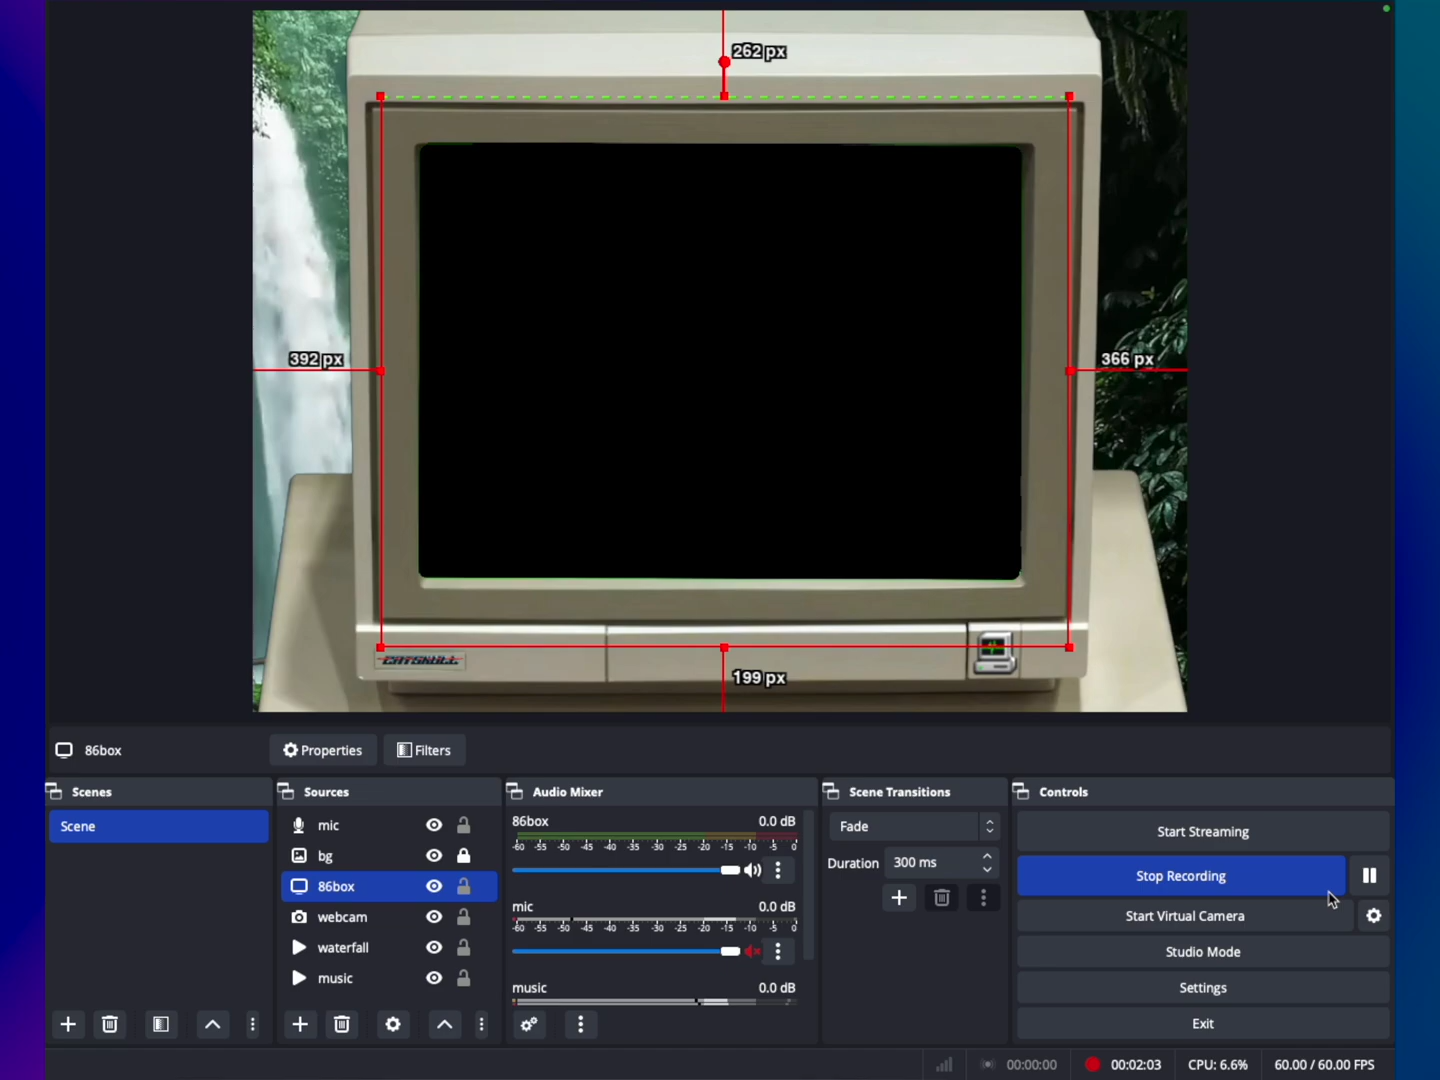 262 px
392 px
366 px
CATSKULL
199 px
86box
Properties
Filters
Scenes
Sources
Audio Mixer
Scene Transitions
Controls
Scene
mic
bg
86box
webcam
waterfall
music
86box
0.0 dB
-60 -55 -50 -45 -40 -35 -30 -25 -20 -15 -10 -5 0
mic
0.0 dB
-60 -55 -50 -45 -40 -35 -30 -25 -20 -15 -10 -5 0
music
0.0 dB
Fade
Duration
300 ms
Start Streaming
Stop Recording
Start Virtual Camera
Studio Mode
Settings
Exit
00:00:00
00:02:03
CPU: 6.6%
60.00 / 60.00 FPS